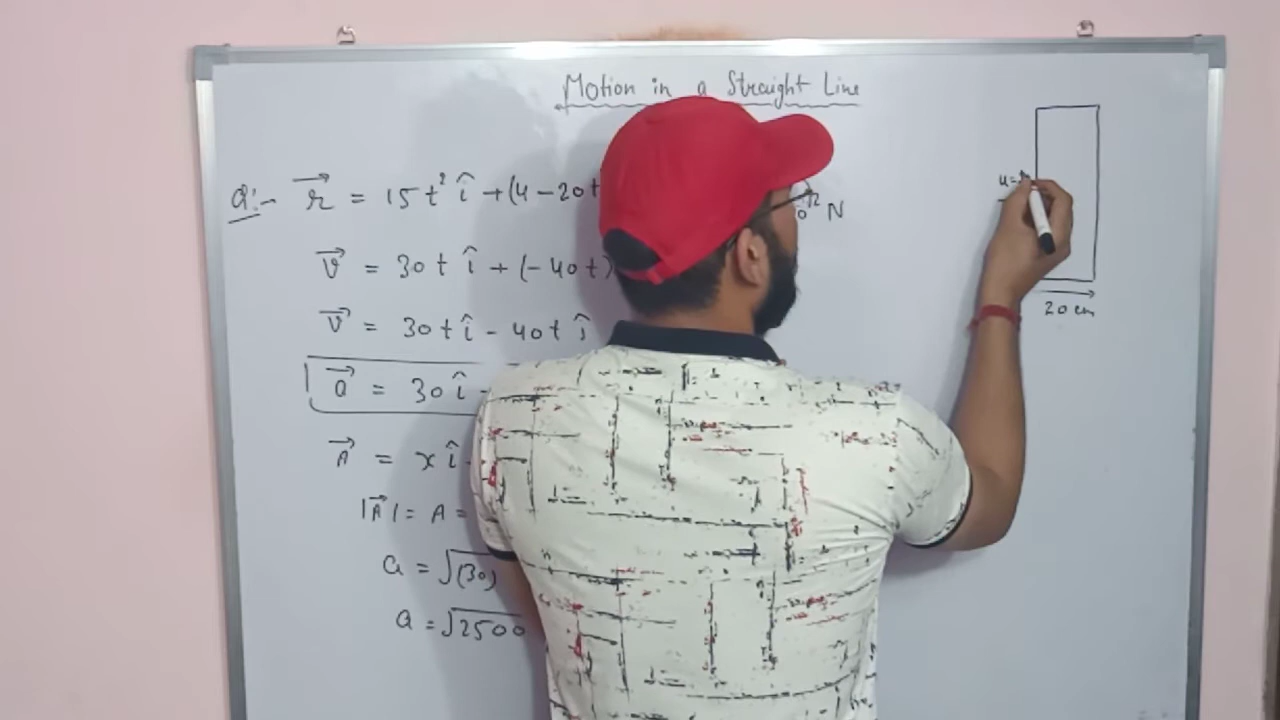 Motion in a Straight Line
Q:- r⃗ = 15t² î + (4 - 20t
N
v⃗ = 30t î + (-40t)
v⃗ = 30t î - 40t ĵ
a⃗ = 30 î -
A⃗ = x î
|A⃗| = A =
a = √(30)
a = √2500
u =
20 cm